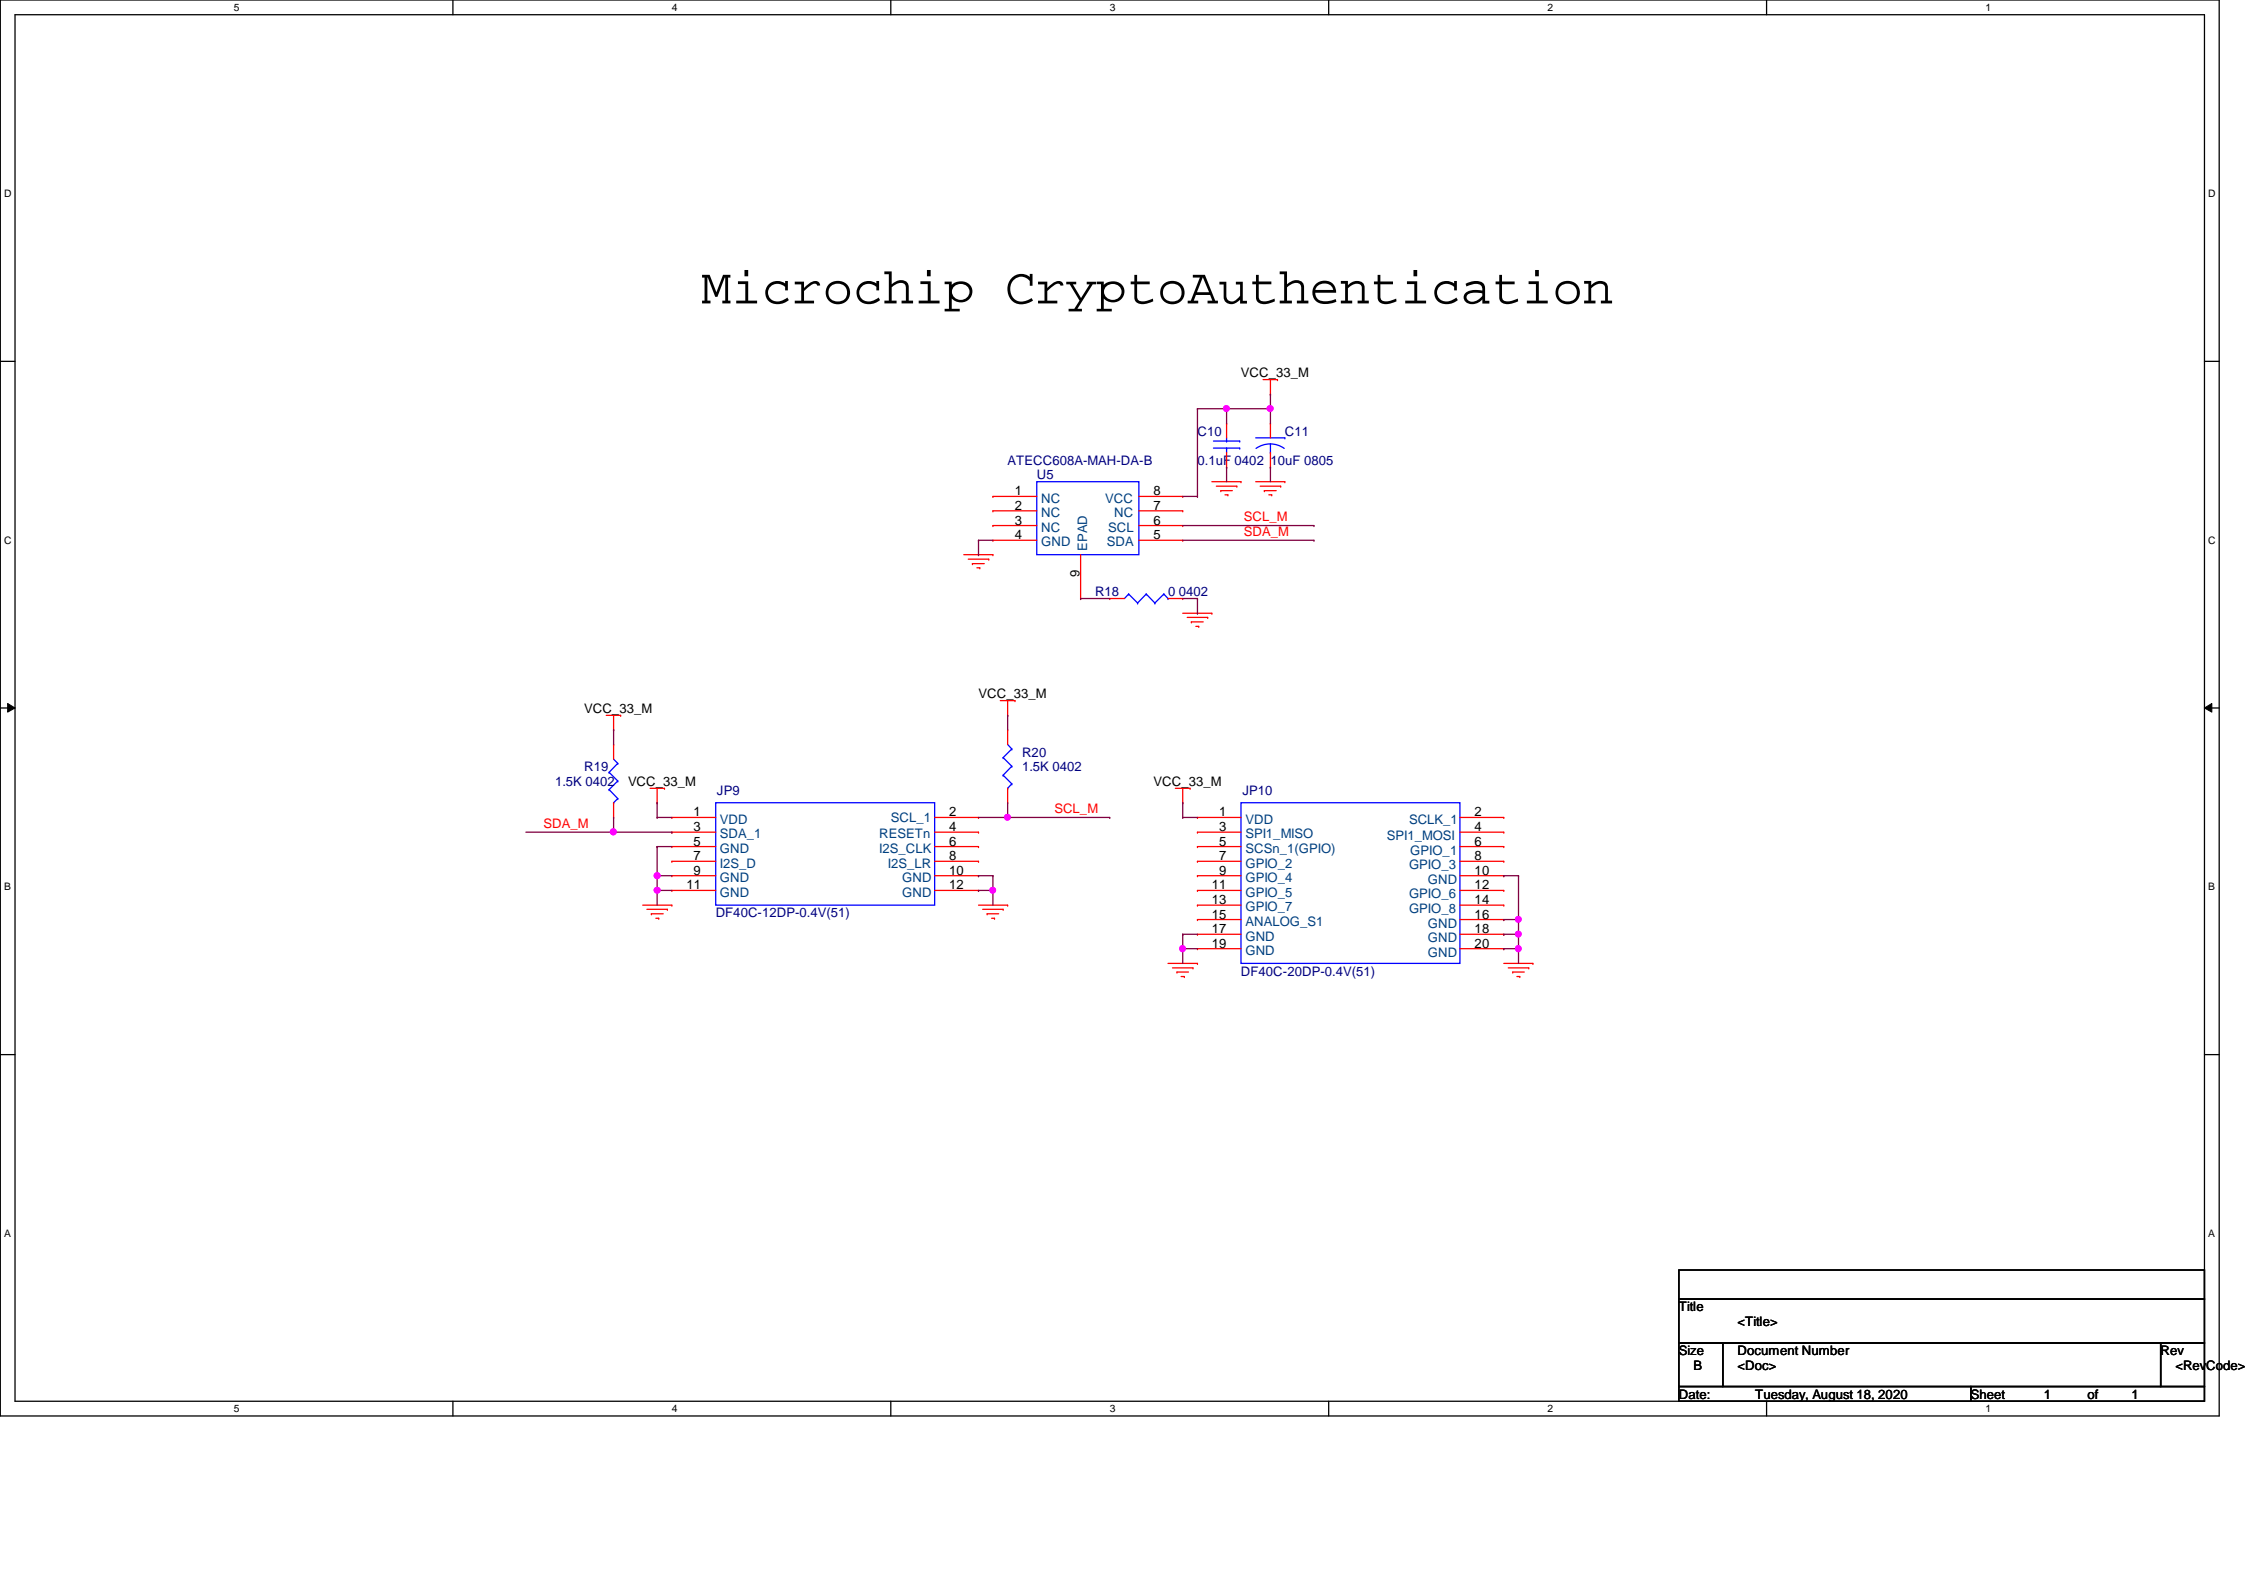 5 4 3 2 1
D D
Microchip CryptoAuthentication
VCC_33_M
C10 C11
0.1uF 0402 10uF 0805
ATECC608A-MAH-DA-B
U5
1 NC VCC 8
2 NC NC 7
3 NC SCL 6 SCL_M
4 GND SDA 5 SDA_M
EPAD
9
R18 0 0402
C C
VCC_33_M
VCC_33_M
R20
1.5K 0402
R19
1.5K 0402
VCC_33_M
VCC_33_M
JP9
1 VDD SCL_1 2 SCL_M
SDA_M 3 SDA_1 RESETn 4
5 GND I2S_CLK 6
7 I2S_D I2S_LR 8
9 GND GND 10
11 GND GND 12
DF40C-12DP-0.4V(51)
JP10
1 VDD SCLK_1 2
3 SPI1_MISO SPI1_MOSI 4
5 SCSn_1(GPIO) GPIO_1 6
7 GPIO_2 GPIO_3 8
9 GPIO_4 GND 10
11 GPIO_5 GPIO_6 12
13 GPIO_7 GPIO_8 14
15 ANALOG_S1 GND 16
17 GND GND 18
19 GND GND 20
DF40C-20DP-0.4V(51)
B B
A A
Title
<Title>
Size Document Number Rev
B <Doc> <RevCode>
Date: Tuesday, August 18, 2020 Sheet 1 of 1
5 4 3 2 1